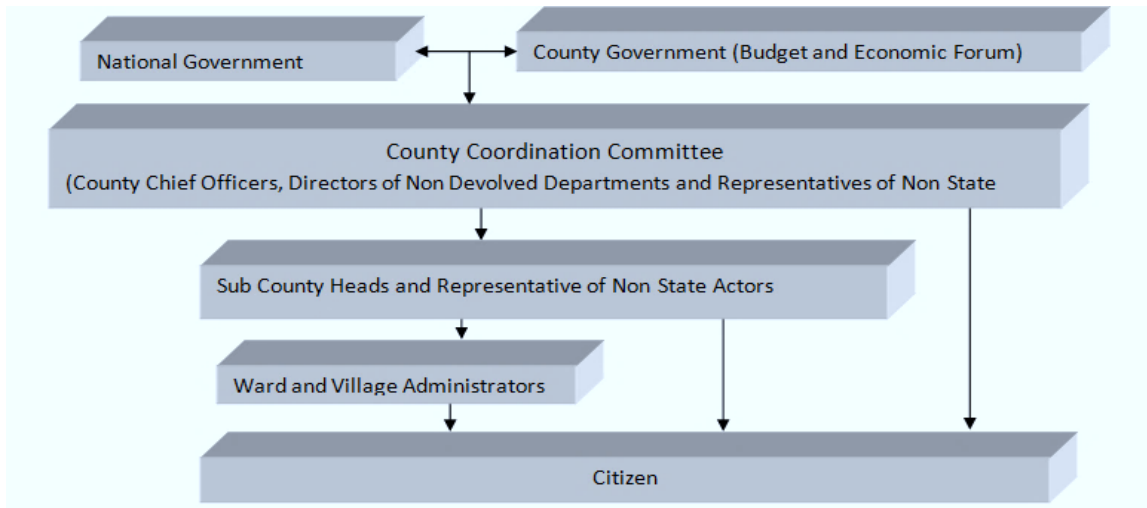 National Government
County Government (Budget and Economic Forum)
County Coordination Committee
(County Chief Officers, Directors of Non Devolved Departments and Representatives of Non State
Sub County Heads and Representative of Non State Actors
Ward and Village Administrators
Citizen